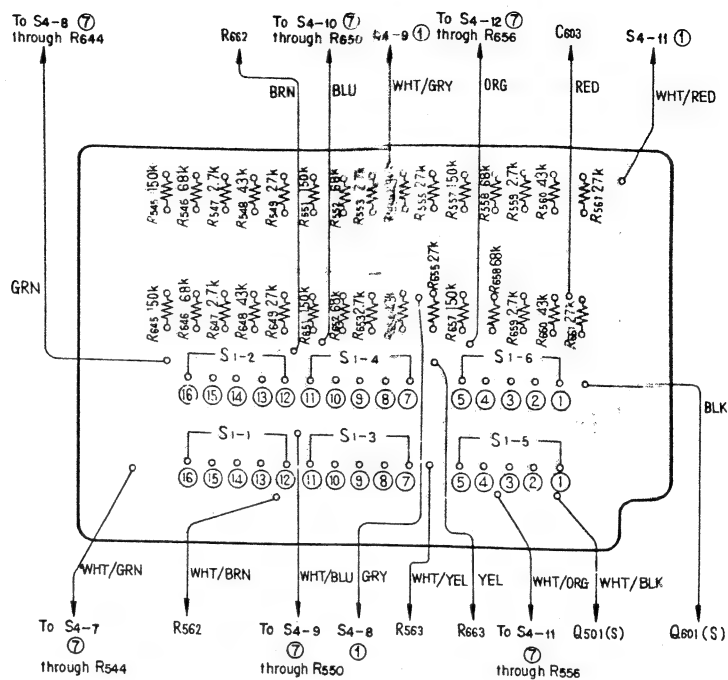 To S4-8 ⑦
through R644
R662
To S4-10 ⑦
through R650
S4-9 ①
To S4-12 ⑦
through R656
C603
S4-11 ①
BRN
BLU
WHT/GRY
ORG
RED
WHT/RED
R545 150k
R546 68k
R547 2.7k
R548 43k
R549 27k
R551 150k
R552 68k
R553 2.7k
R555 27k
R557 150k
R558 68k
R559 2.7k
R560 43k
R561 27k
GRN
R645 150k
R646 68k
R647 2.7k
R648 43k
R649 27k
R651 150k
R652 68k
R653 2.7k
R654 43k
R655 27k
R657 150k
R658 68k
R659 2.7k
R660 43k
R661 27k
S1-2
S1-4
S1-6
⑯ ⑮ ⑭ ⑬ ⑫ ⑪ ⑩ ⑨ ⑧ ⑦ ⑤ ④ ③ ② ①
BLK
S1-1
S1-3
S1-5
⑯ ⑮ ⑭ ⑬ ⑫ ⑪ ⑩ ⑨ ⑧ ⑦ ⑤ ④ ③ ② ①
WHT/GRN
WHT/BRN
WHT/BLU
GRY
WHT/YEL
YEL
WHT/ORG
WHT/BLK
To S4-7
⑦
through R544
R562
To S4-9
⑦
through R550
S4-8
①
R563
R663
To S4-11
⑦
through R556
Q501(S)
Q601(S)